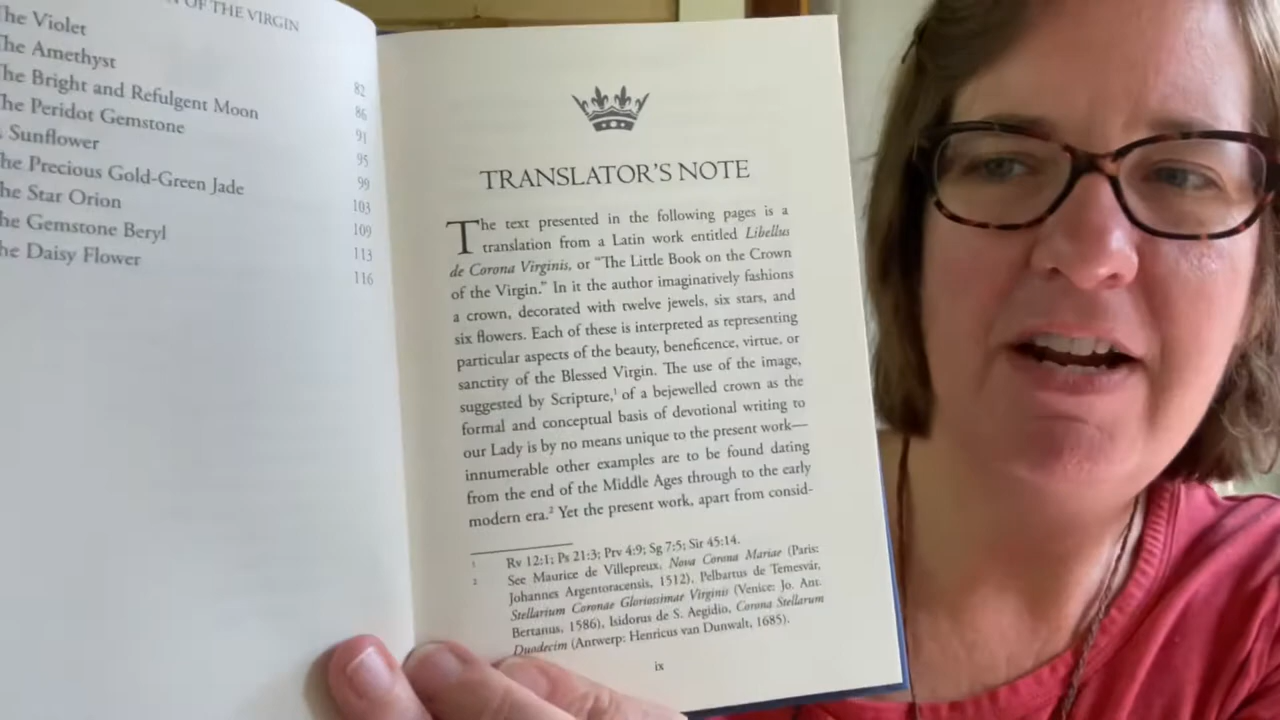 OF THE VIRGIN
The Violet
The Amethyst 82
The Bright and Refulgent Moon 86
The Peridot Gemstone 91
Sunflower 95
The Precious Gold-Green Jade 99
The Star Orion 103
The Gemstone Beryl 109
The Daisy Flower 113
116
TRANSLATOR'S NOTE
The text presented in the following pages is a
translation from a Latin work entitled Libellus
de Corona Virginis, or “The Little Book on the Crown
of the Virgin.” In it the author imaginatively fashions
a crown, decorated with twelve jewels, six stars, and
six flowers. Each of these is interpreted as representing
particular aspects of the beauty, beneficence, virtue, or
sanctity of the Blessed Virgin. The use of the image,
suggested by Scripture,¹ of a bejewelled crown as the
formal and conceptual basis of devotional writing to
our Lady is by no means unique to the present work—
innumerable other examples are to be found dating
from the end of the Middle Ages through to the early
modern era.² Yet the present work, apart from consid-
1 Rv 12:1; Ps 21:3; Prv 4:9; Sg 7:5; Sir 45:14.
2 See Maurice de Villepreux, Nova Corona Mariae (Paris:
Johannes Argentoracensis, 1512), Pelbartus de Temesvár,
Stellarium Coronae Gloriossimae Virginis (Venice: Jo. Ant.
Bertanus, 1586), Isidorus de S. Aegidio, Corona Stellarum
Duodecim (Antwerp: Henricus van Dunwalt, 1685).
ix